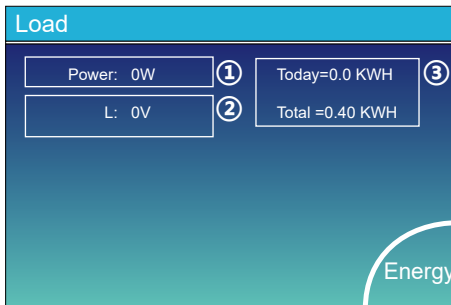 Load
Power: 0W
①
L: 0V
②
Today=0.0 KWH
③
Total =0.40 KWH
Energy